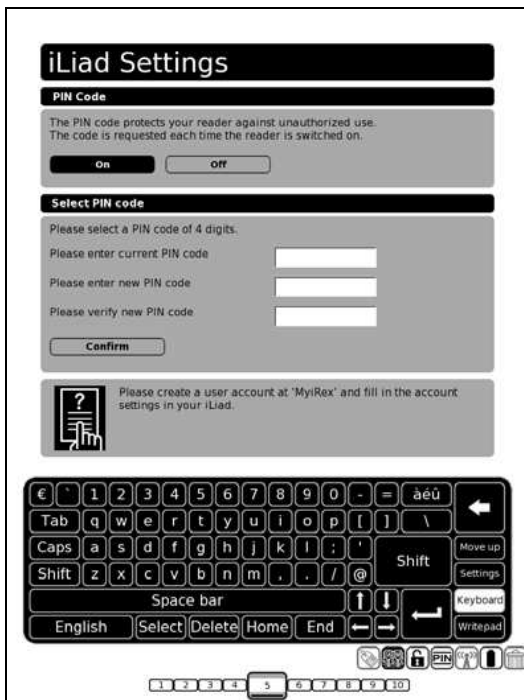 iLiad Settings
PIN Code
The PIN code protects your reader against unauthorized use.
The code is requested each time the reader is switched on.
On Off
Select PIN code
Please select a PIN code of 4 digits.
Please enter current PIN code
Please enter new PIN code
Please verify new PIN code
Confirm
?
Please create a user account at 'MyiRex' and fill in the account
settings in your iLiad.
€ ` 1 2 3 4 5 6 7 8 9 0 - = àéû
Tab q w e r t y u i o p [ ] \
Caps a s d f g h j k l ; ' Shift Move up
Shift z x c v b n m , . / @ Settings
Space bar Keyboard
English Select Delete Home End Writepad
PIN
1 2 3 4 5 6 7 8 9 10